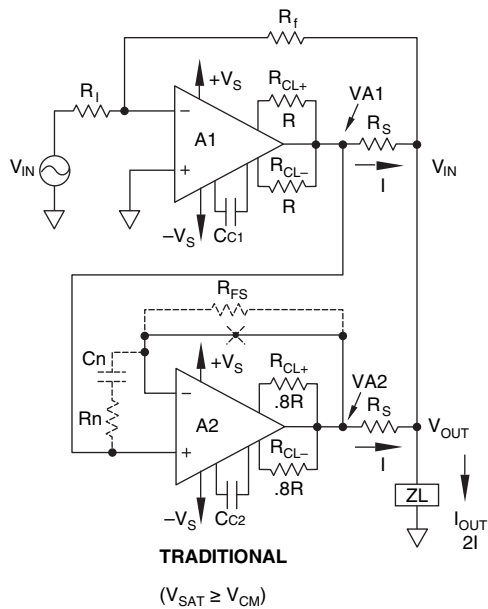 Rf
+VS
RCL+
VA1
RI
R
RS
−
A1
VIN
+
RCL−
R
I
VIN
−VS
CC1
RFS
Cn
+VS
RCL+
VA2
.8R
RS
−
Rn
A2
VOUT
+
RCL−
.8R
I
−VS
CC2
ZL
IOUT
2I
TRADITIONAL
(VSAT ≥ VCM)